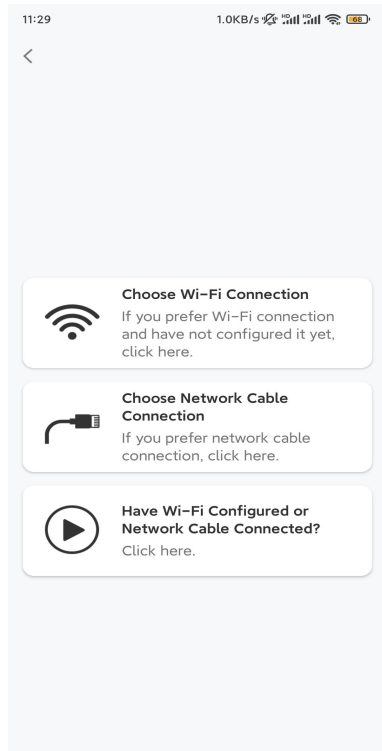 11:29
1.0KB/s HD HD 68
Choose Wi-Fi Connection
If you prefer Wi-Fi connection
and have not configured it yet,
click here.
Choose Network Cable
Connection
If you prefer network cable
connection, click here.
Have Wi-Fi Configured or
Network Cable Connected?
Click here.